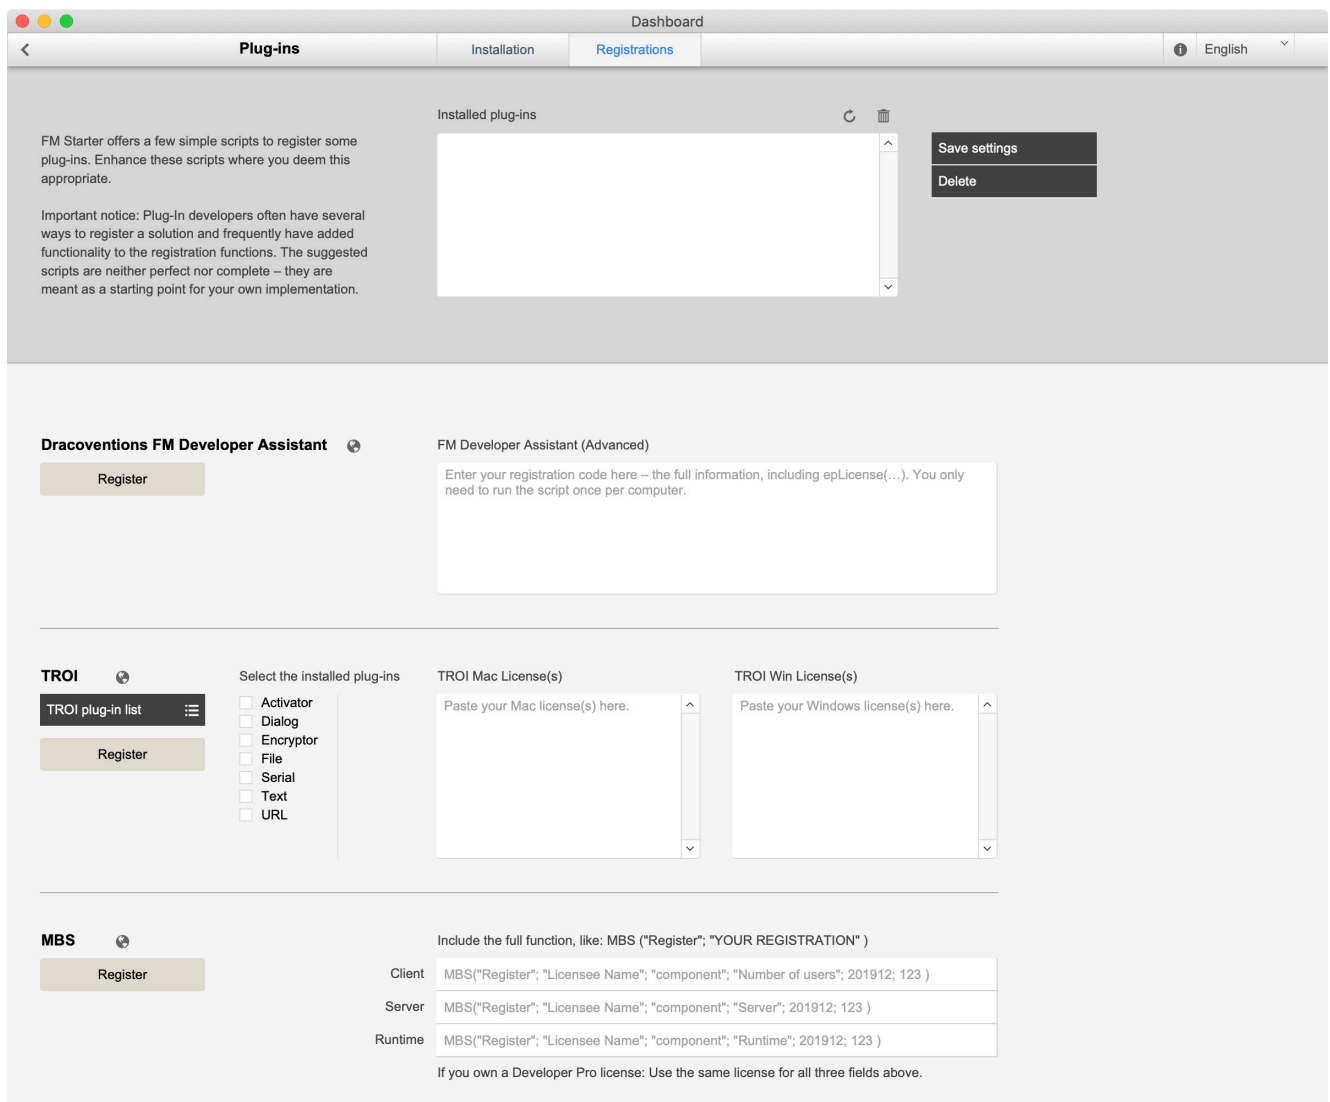 Dashboard
Plug-ins
Installation
Registrations
English
Installed plug-ins
FM Starter offers a few simple scripts to register some
plug-ins. Enhance these scripts where you deem this
appropriate.
Important notice: Plug-In developers often have several
ways to register a solution and frequently have added
functionality to the registration functions. The suggested
scripts are neither perfect nor complete – they are
meant as a starting point for your own implementation.
Save settings
Delete
Dracoventions FM Developer Assistant
Register
FM Developer Assistant (Advanced)
Enter your registration code here – the full information, including epLicense(…). You only
need to run the script once per computer.
TROI
TROI plug-in list
Register
Select the installed plug-ins
Activator
Dialog
Encryptor
File
Serial
Text
URL
TROI Mac License(s)
Paste your Mac license(s) here.
TROI Win License(s)
Paste your Windows license(s) here.
MBS
Register
Include the full function, like: MBS ("Register"; "YOUR REGISTRATION" )
Client
MBS("Register"; "Licensee Name"; "component"; "Number of users"; 201912; 123 )
Server
MBS("Register"; "Licensee Name"; "component"; "Server"; 201912; 123 )
Runtime
MBS("Register"; "Licensee Name"; "component"; "Runtime"; 201912; 123 )
If you own a Developer Pro license: Use the same license for all three fields above.